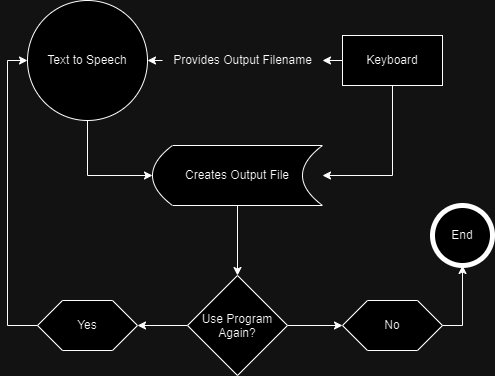 Text to Speech
Provides Output Filename
Keyboard
Creates Output File
End
Use Program
Again?
Yes
No